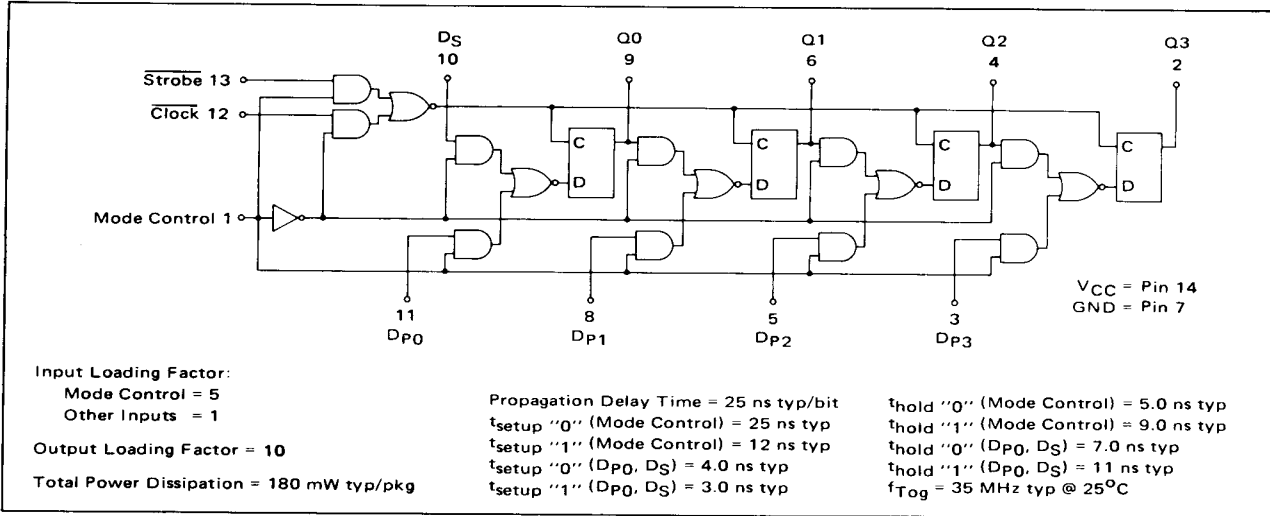 DS Q0 Q1 Q2 Q3
10 9 6 4 2
Strobe 13
Clock 12
C C C C
D D D D
Mode Control 1
VCC = Pin 14
GND = Pin 7
11 8 5 3
DP0 DP1 DP2 DP3
Input Loading Factor:
Mode Control = 5
Other Inputs = 1
Output Loading Factor = 10
Total Power Dissipation = 180 mW typ/pkg
Propagation Delay Time = 25 ns typ/bit
tsetup "0" (Mode Control) = 25 ns typ
tsetup "1" (Mode Control) = 12 ns typ
tsetup "0" (DP0, DS) = 4.0 ns typ
tsetup "1" (DP0, DS) = 3.0 ns typ
thold "0" (Mode Control) = 5.0 ns typ
thold "1" (Mode Control) = 9.0 ns typ
thold "0" (DP0, DS) = 7.0 ns typ
thold "1" (DP0, DS) = 11 ns typ
fTog = 35 MHz typ @ 25°C